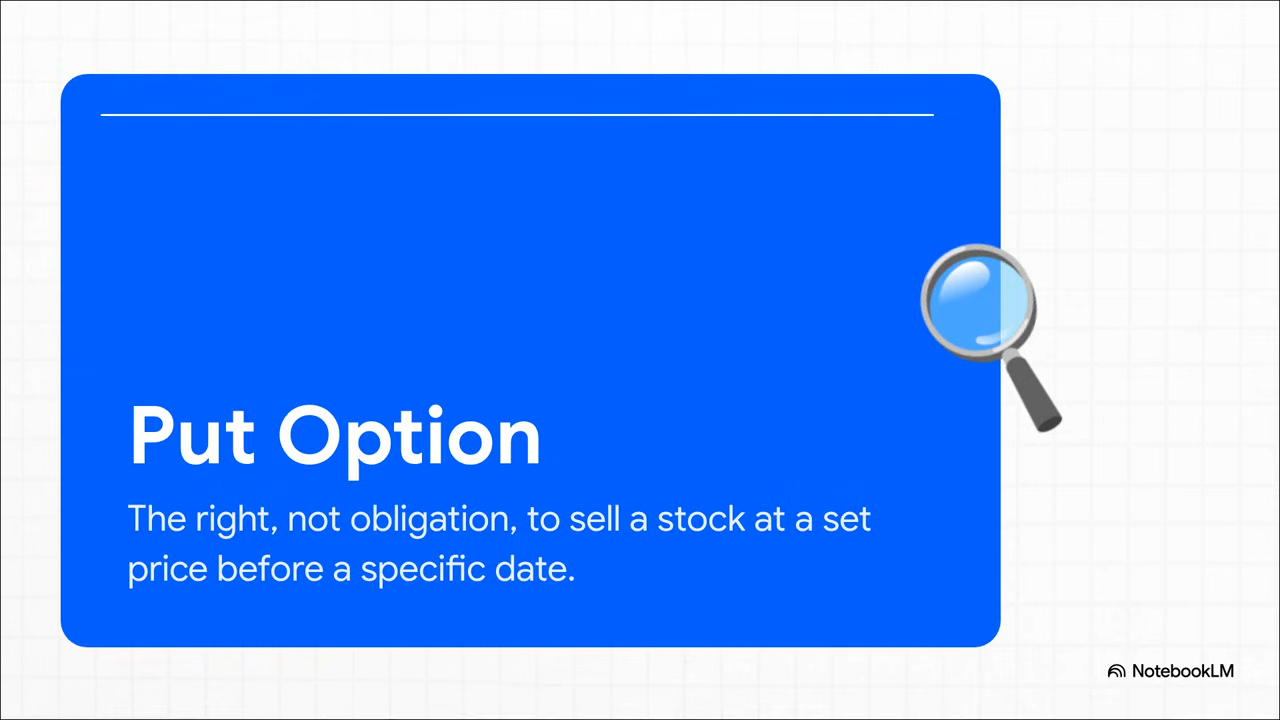 Put Option
The right, not obligation, to sell a stock at a set
price before a specific date.
NotebookLM